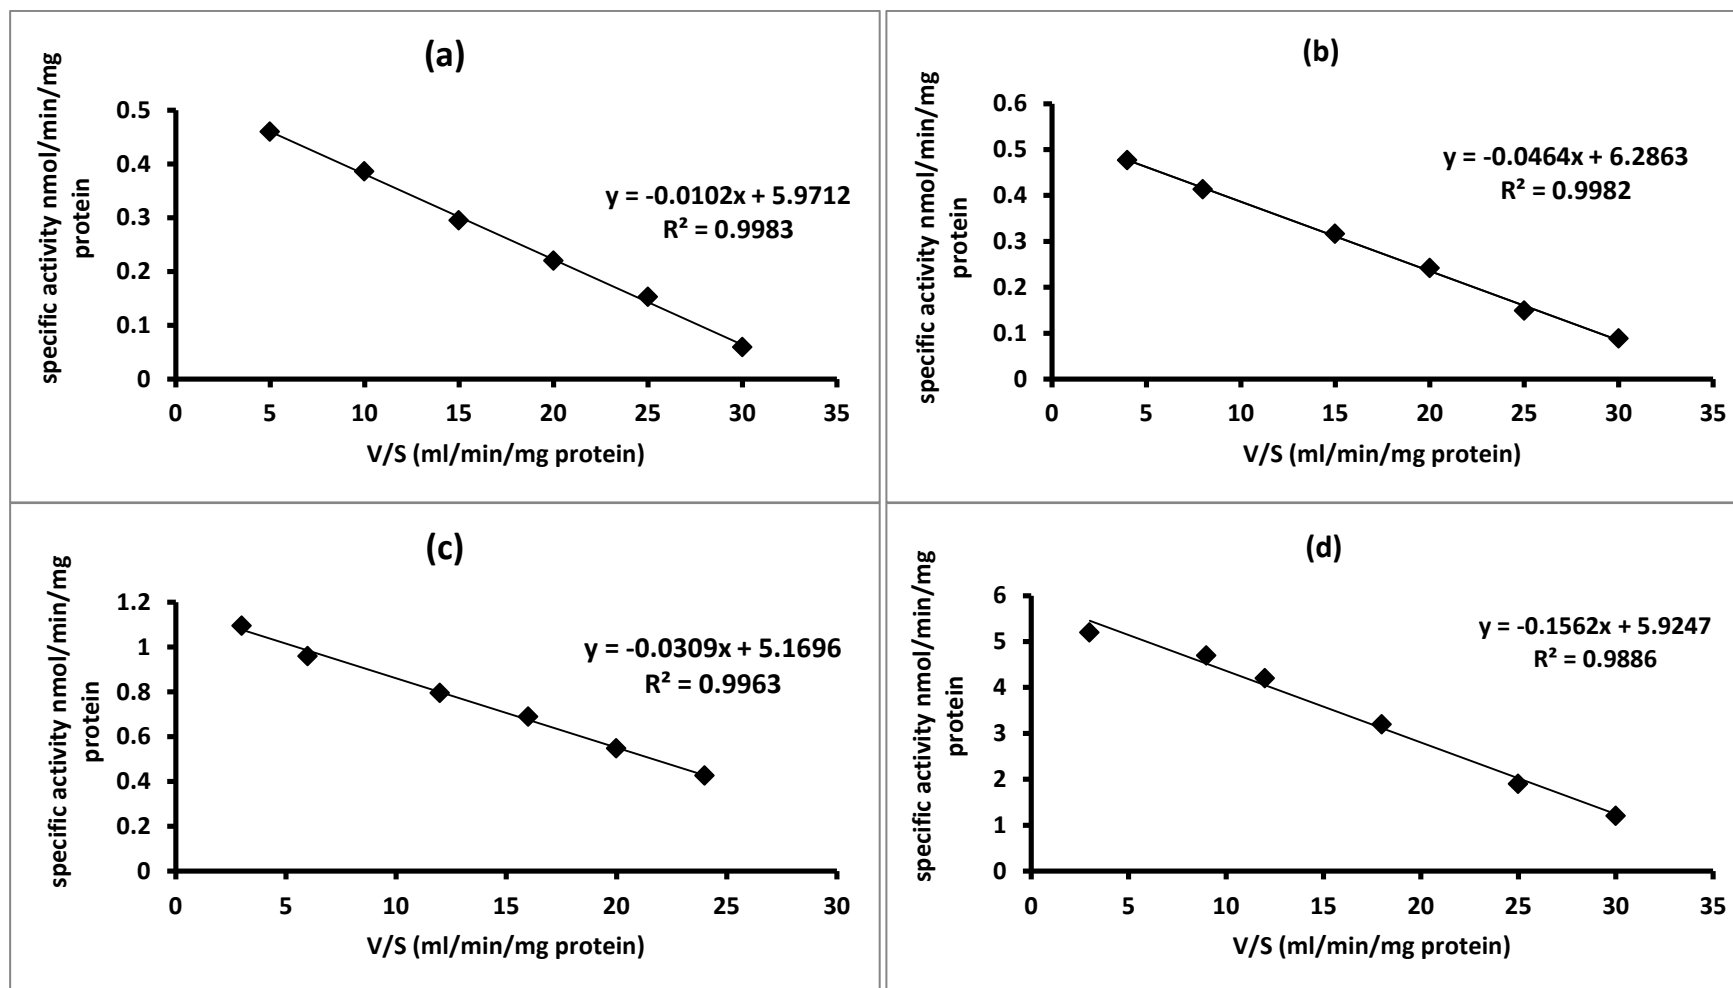 (a)
specific activity nmol/min/mg
protein
0.5
0.4
0.3
0.2
0.1
0
y = -0.0102x + 5.9712
R² = 0.9983
0 5 10 15 20 25 30 35
V/S (ml/min/mg protein)
(b)
specific activity nmol/min/mg
protein
0.6
0.5
0.4
0.3
0.2
0.1
0
y = -0.0464x + 6.2863
R² = 0.9982
0 5 10 15 20 25 30 35
V/S (ml/min/mg protein)
(c)
specific activity nmol/min/mg
protein
1.2
1
0.8
0.6
0.4
0.2
0
y = -0.0309x + 5.1696
R² = 0.9963
0 5 10 15 20 25 30
V/S (ml/min/mg protein)
(d)
specific activity nmol/min/mg
protein
6
5
4
3
2
1
0
y = -0.1562x + 5.9247
R² = 0.9886
0 5 10 15 20 25 30 35
V/S (ml/min/mg protein)